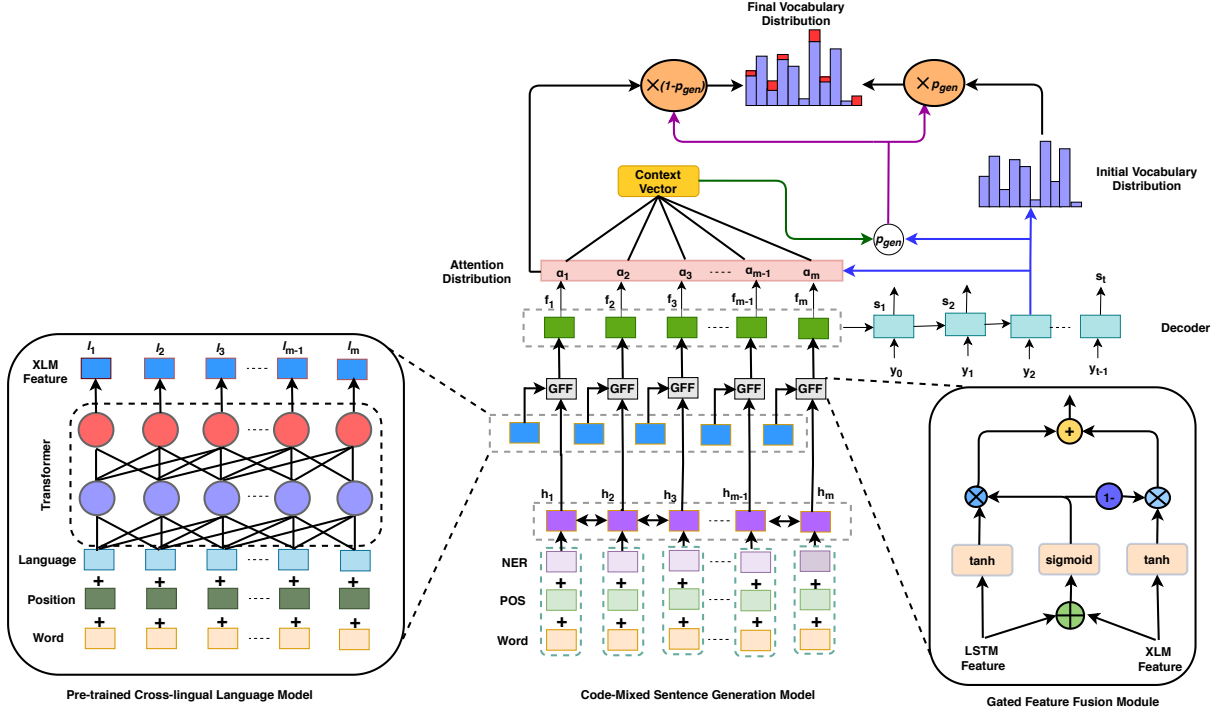 Final Vocabulary
Distribution
×(1-pgen)
× pgen
Context
Vector
Initial Vocabulary
Distribution
pgen
Attention
Distribution
α1 α2 α3 αm-1 αm
f1 f2 f3 fm-1 fm
s1 s2 st
Decoder
y0 y1 y2 yt-1
XLM
Feature
l1 l2 l3 lm-1 lm
GFF GFF GFF GFF GFF
Transformer
h1 h2 h3 hm-1 hm
+
1-
tanh sigmoid tanh
Language
NER
+ + + + +
+ + + + +
Position
POS
+ + + + +
+ + + + +
Word
Word
LSTM
Feature
XLM
Feature
Pre-trained Cross-lingual Language Model
Code-Mixed Sentence Generation Model
Gated Feature Fusion Module